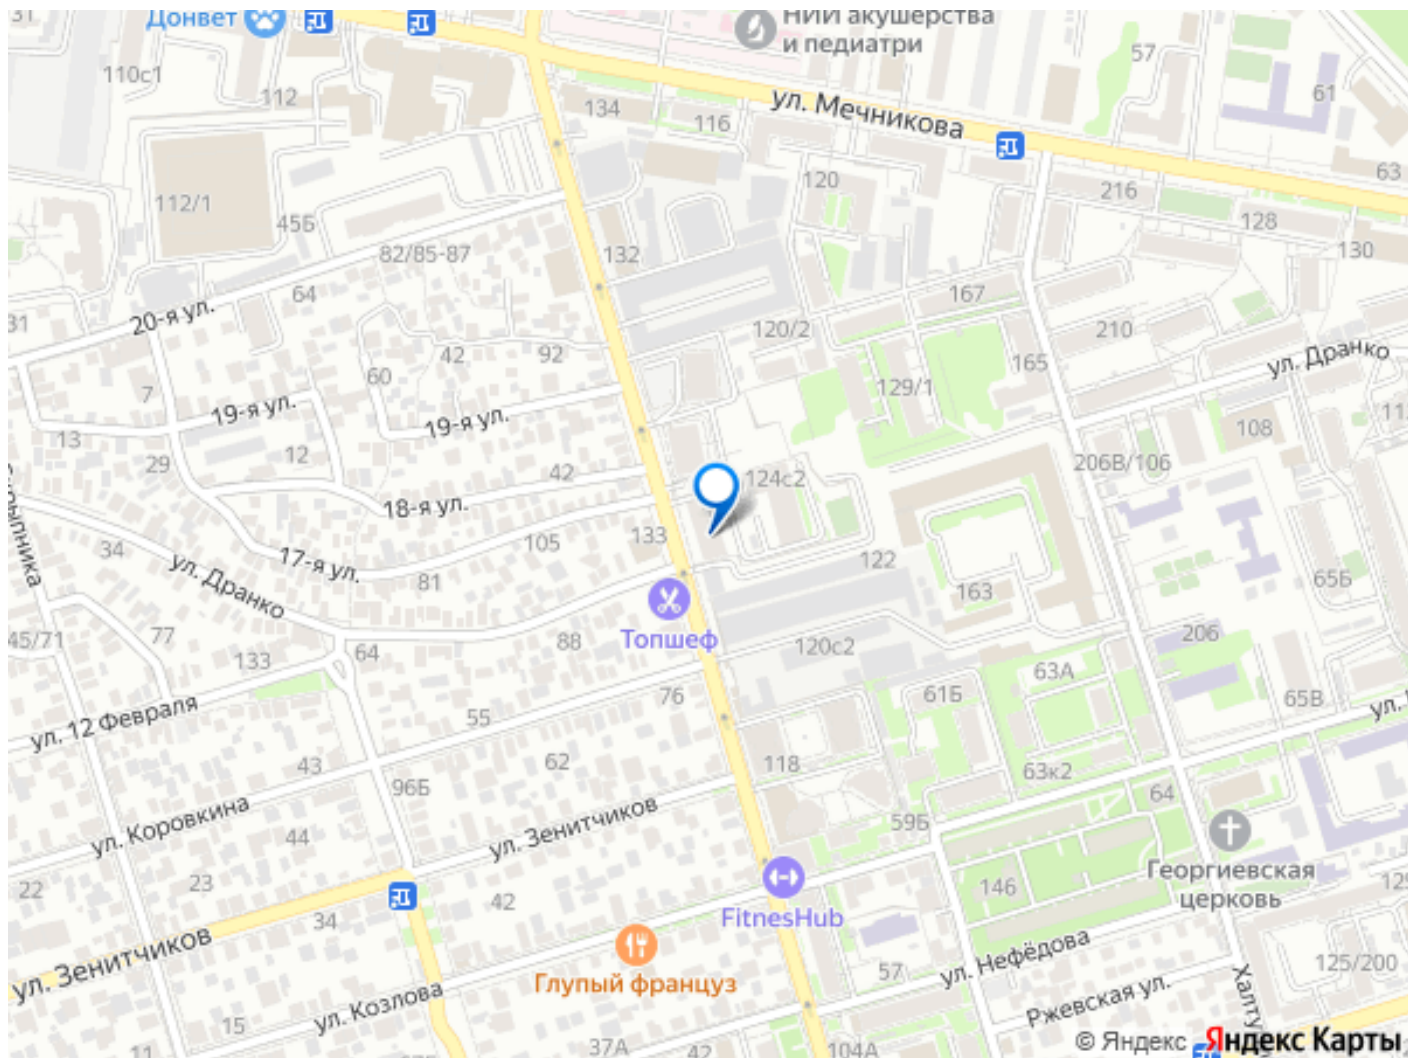 31
Донвет
НИИ акушерства
и педиатри
57
110с1
112
134
116
ул. Мечникова
61
63
112/1
45Б
120
216
128
82/85-87
132
130
64
167
20-я ул.
31
120/2
210
42
92
165
ул. Дранко
60
129/1
7
19-я ул.
19-я ул.
108
13
29
12
42
124с2
206В/106
18-я ул.
133
105
34
17-я ул.
ул. Дранко
81
122
163
65Б
77
88
Топшеф
120с2
206
45/71
133
64
63А
76
61Б
65В
ул. 12 Февраля
55
62
118
43
63к2
96Б
64
ул. Коровкина
44
ул. Зенитчиков
59Б
22
23
146
Георгиевская
церковь
34
42
FitnesHub
ул. Зенитчиков
Глупый француз
57
ул. Нефёдова
125/200
ул. Козлова
15
Ржевская ул.
11
37А
42
104А
© Яндекс Яндекс Карты